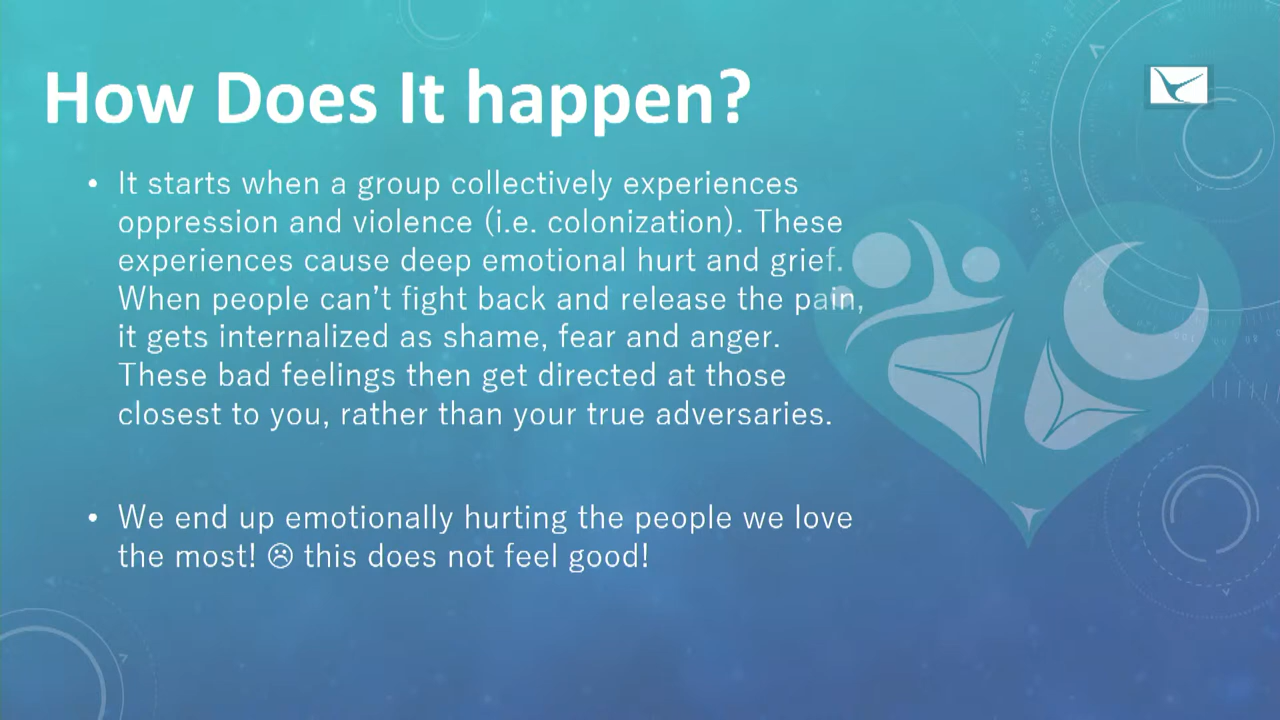 How Does It happen?
• It starts when a group collectively experiences
oppression and violence (i.e. colonization). These
experiences cause deep emotional hurt and grief.
When people can’t fight back and release the pain,
it gets internalized as shame, fear and anger.
These bad feelings then get directed at those
closest to you, rather than your true adversaries.
• We end up emotionally hurting the people we love
the most! ☹ this does not feel good!